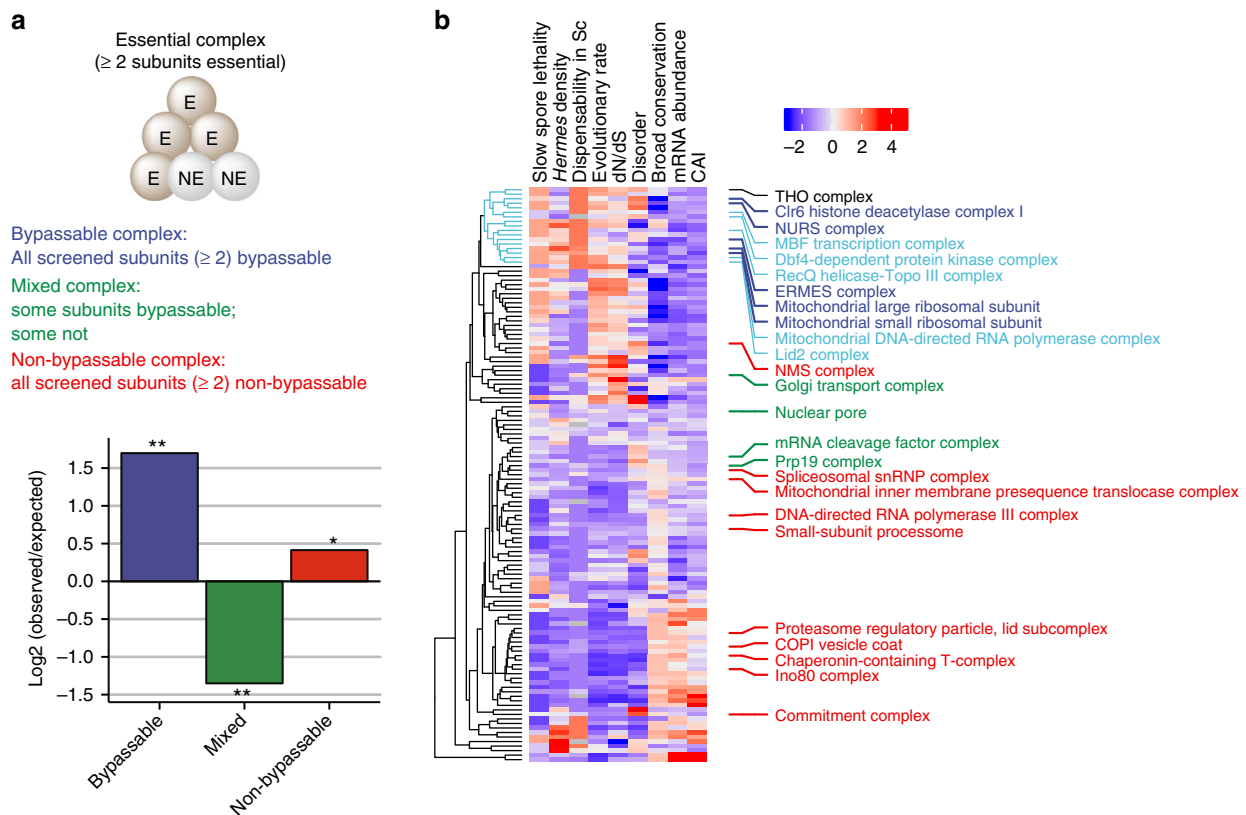 a
Essential complex
(≥ 2 subunits essential)
E
E E
E NE NE
Bypassable complex:
All screened subunits (≥ 2) bypassable
Mixed complex:
some subunits bypassable;
some not
Non-bypassable complex:
all screened subunits (≥ 2) non-bypassable
Log2 (observed/expected)
1.5
1.0
0.5
0.0
−0.5
−1.0
−1.5
**
**
*
Bypassable
Mixed
Non-bypassable
b
Slow spore lethality
Hermes density
Dispensability in Sc
Evolutionary rate
dN/dS
Disorder
Broad conservation
mRNA abundance
CAI
−2 0 2 4
THO complex
Clr6 histone deacetylase complex I
NURS complex
MBF transcription complex
Dbf4-dependent protein kinase complex
RecQ helicase-Topo III complex
ERMES complex
Mitochondrial large ribosomal subunit
Mitochondrial small ribosomal subunit
Mitochondrial DNA-directed RNA polymerase complex
Lid2 complex
NMS complex
Golgi transport complex
Nuclear pore
mRNA cleavage factor complex
Prp19 complex
Spliceosomal snRNP complex
Mitochondrial inner membrane presequence translocase complex
DNA-directed RNA polymerase III complex
Small-subunit processome
Proteasome regulatory particle, lid subcomplex
COPI vesicle coat
Chaperonin-containing T-complex
Ino80 complex
Commitment complex